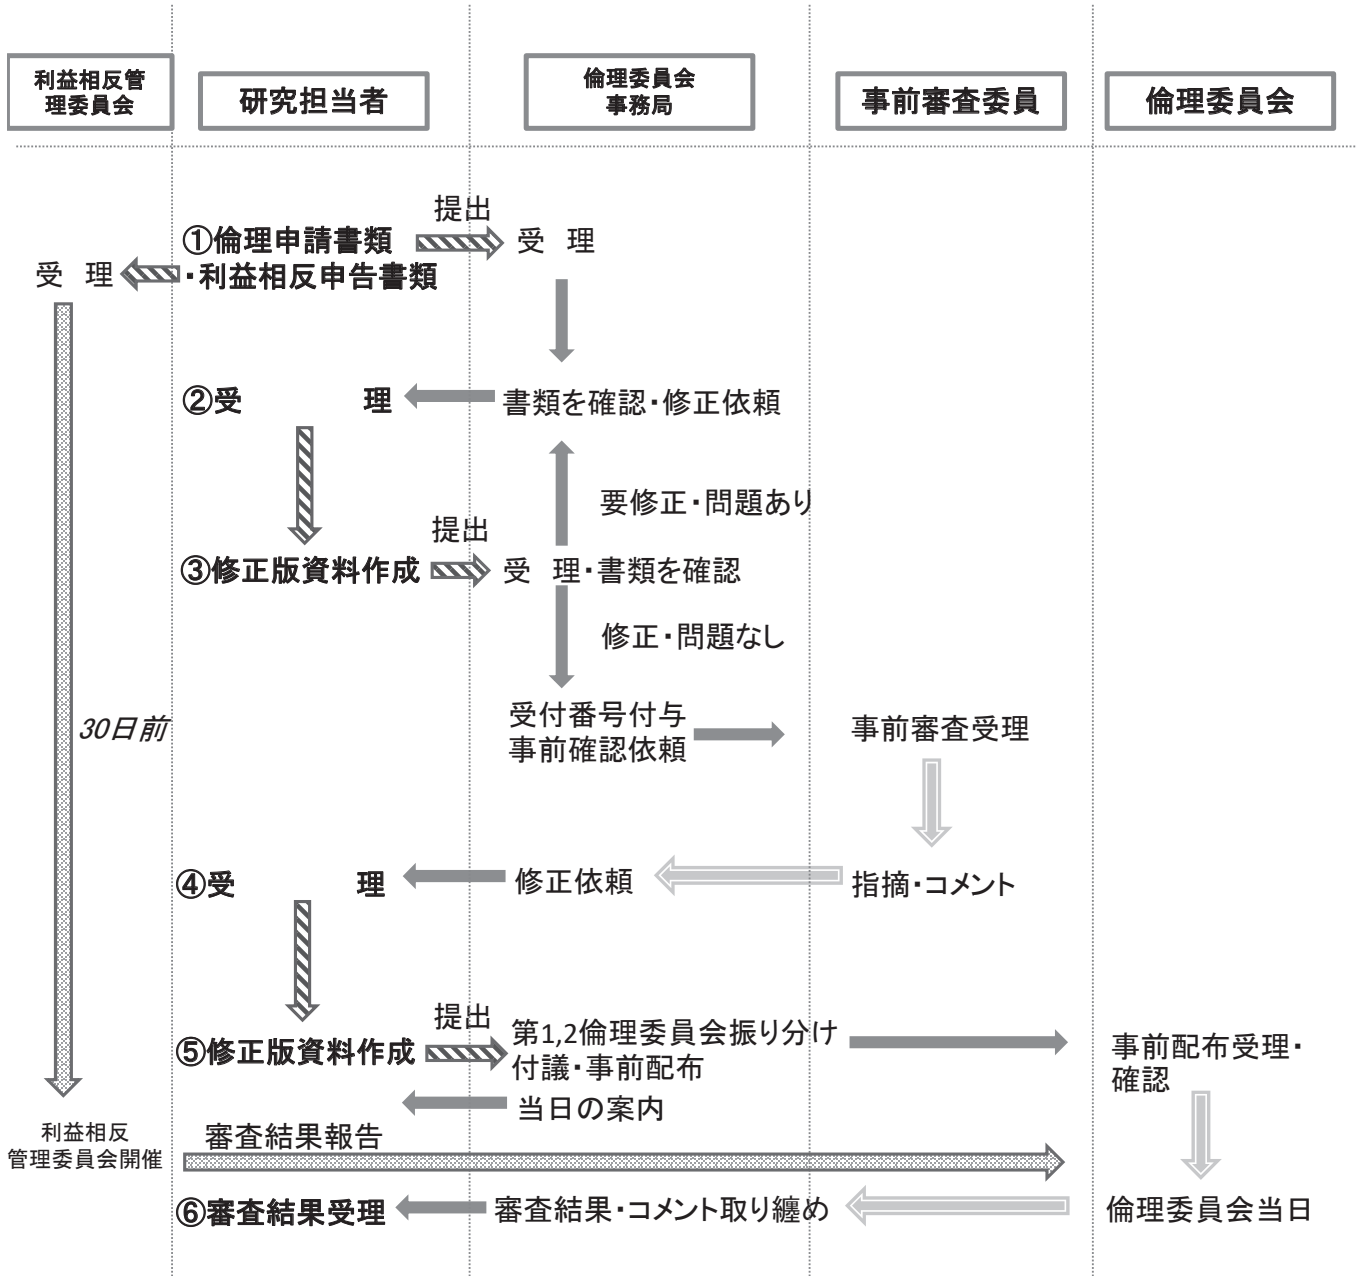 利益相反管
理委員会
研究担当者
倫理委員会
事務局
事前審査委員
倫理委員会
提出
①倫理申請書類
受 理
受 理
・利益相反申告書類
②受 理
書類を確認・修正依頼
要修正・問題あり
提出
③修正版資料作成
受 理・書類を確認
修正・問題なし
30日前
受付番号付与
事前確認依頼
事前審査受理
④受 理
修正依頼
指摘・コメント
提出
⑤修正版資料作成
第1,2倫理委員会振り分け
付議・事前配布
事前配布受理・
確認
当日の案内
利益相反
管理委員会開催
審査結果報告
⑥審査結果受理
審査結果・コメント取り纏め
倫理委員会当日